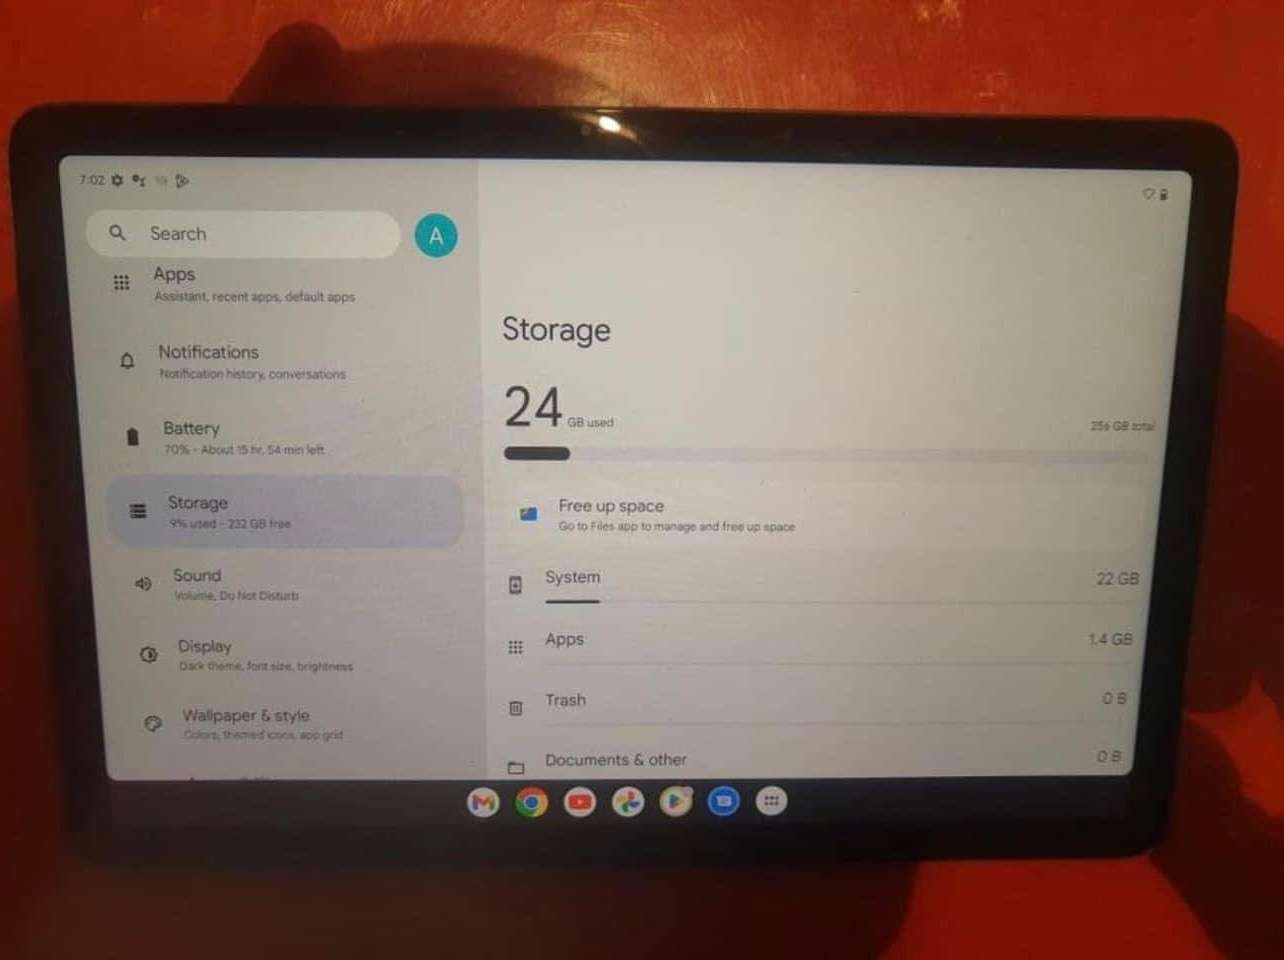 7:02
Search
A
Apps
Assistant, recent apps, default apps
Notifications
Notification history, conversations
Battery
70% - About 15 hr, 54 min left
Storage
9% used - 232 GB free
Sound
Volume, Do Not Disturb
Display
Dark theme, font size, brightness
Wallpaper & style
Colors, themed icons, app grid
Storage
24 GB used
256 GB total
Free up space
Go to Files app to manage and free up space
System
22 GB
Apps
1.4 GB
Trash
0 B
Documents & other
0 B